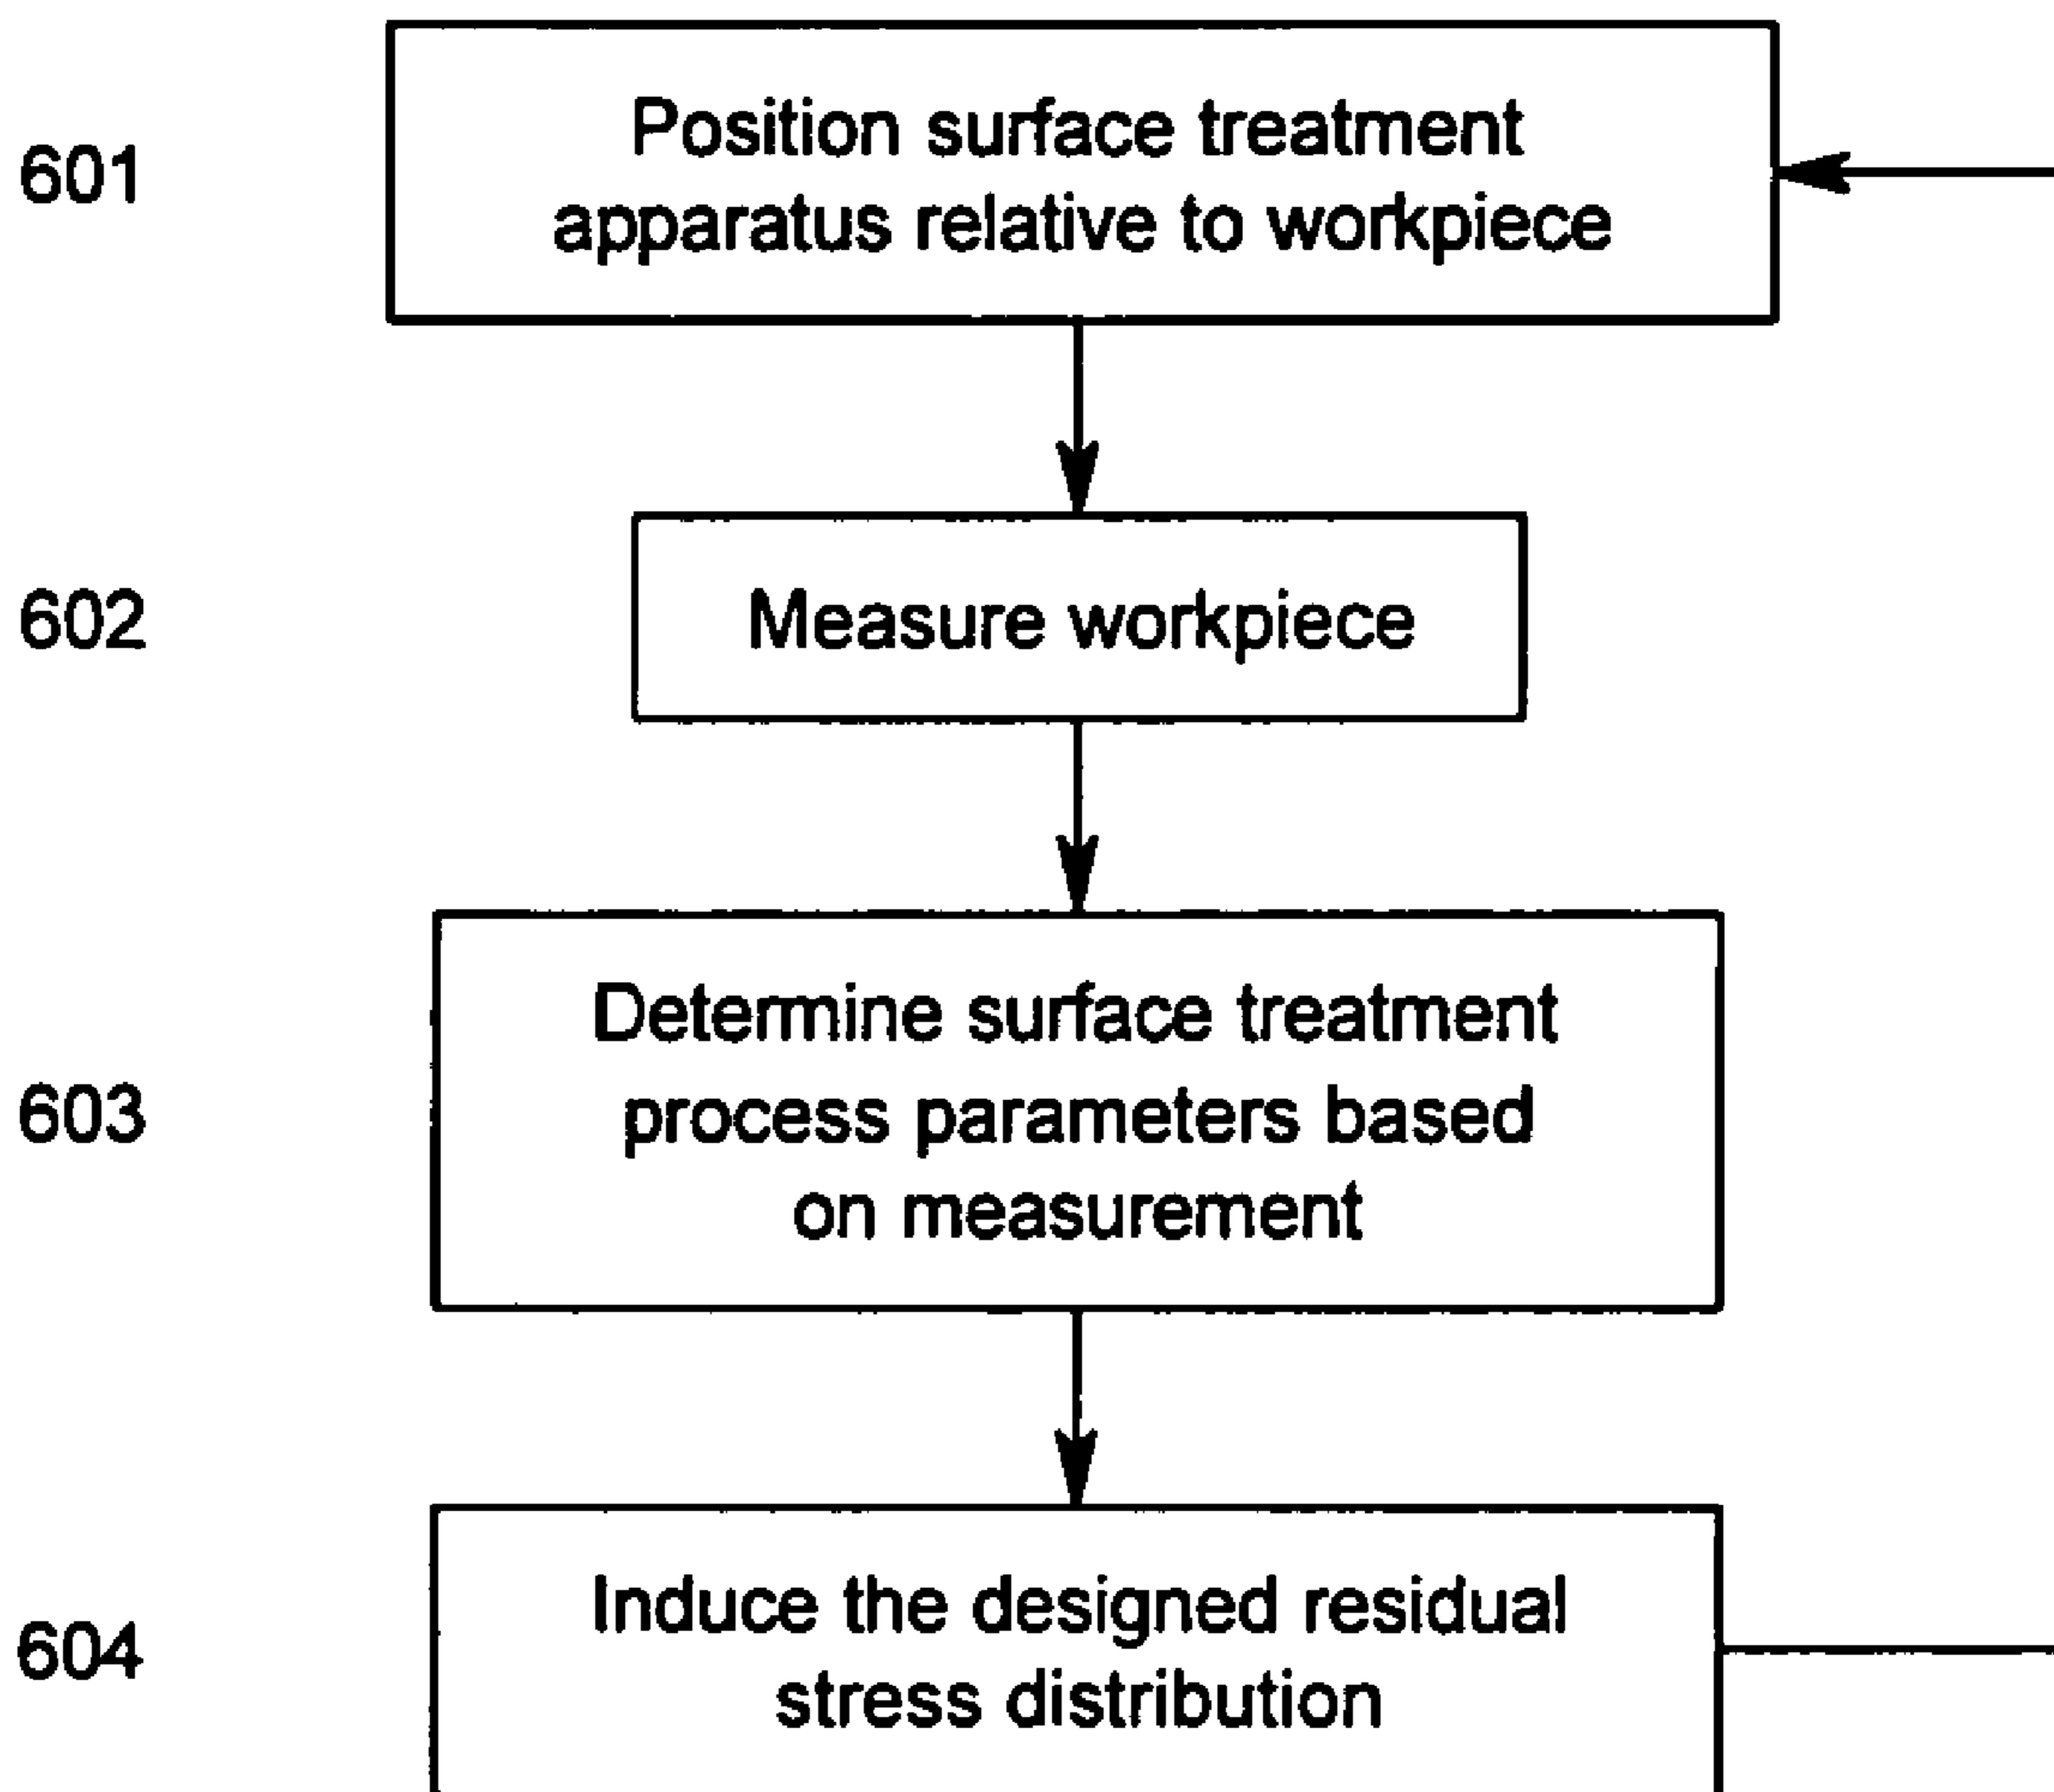 601
Position surface treatment
apparatus relative to workpiece
602
Measure workpiece
603
Determine surface treatment
process parameters based
on measurement
604
Induce the designed residual
stress distribution